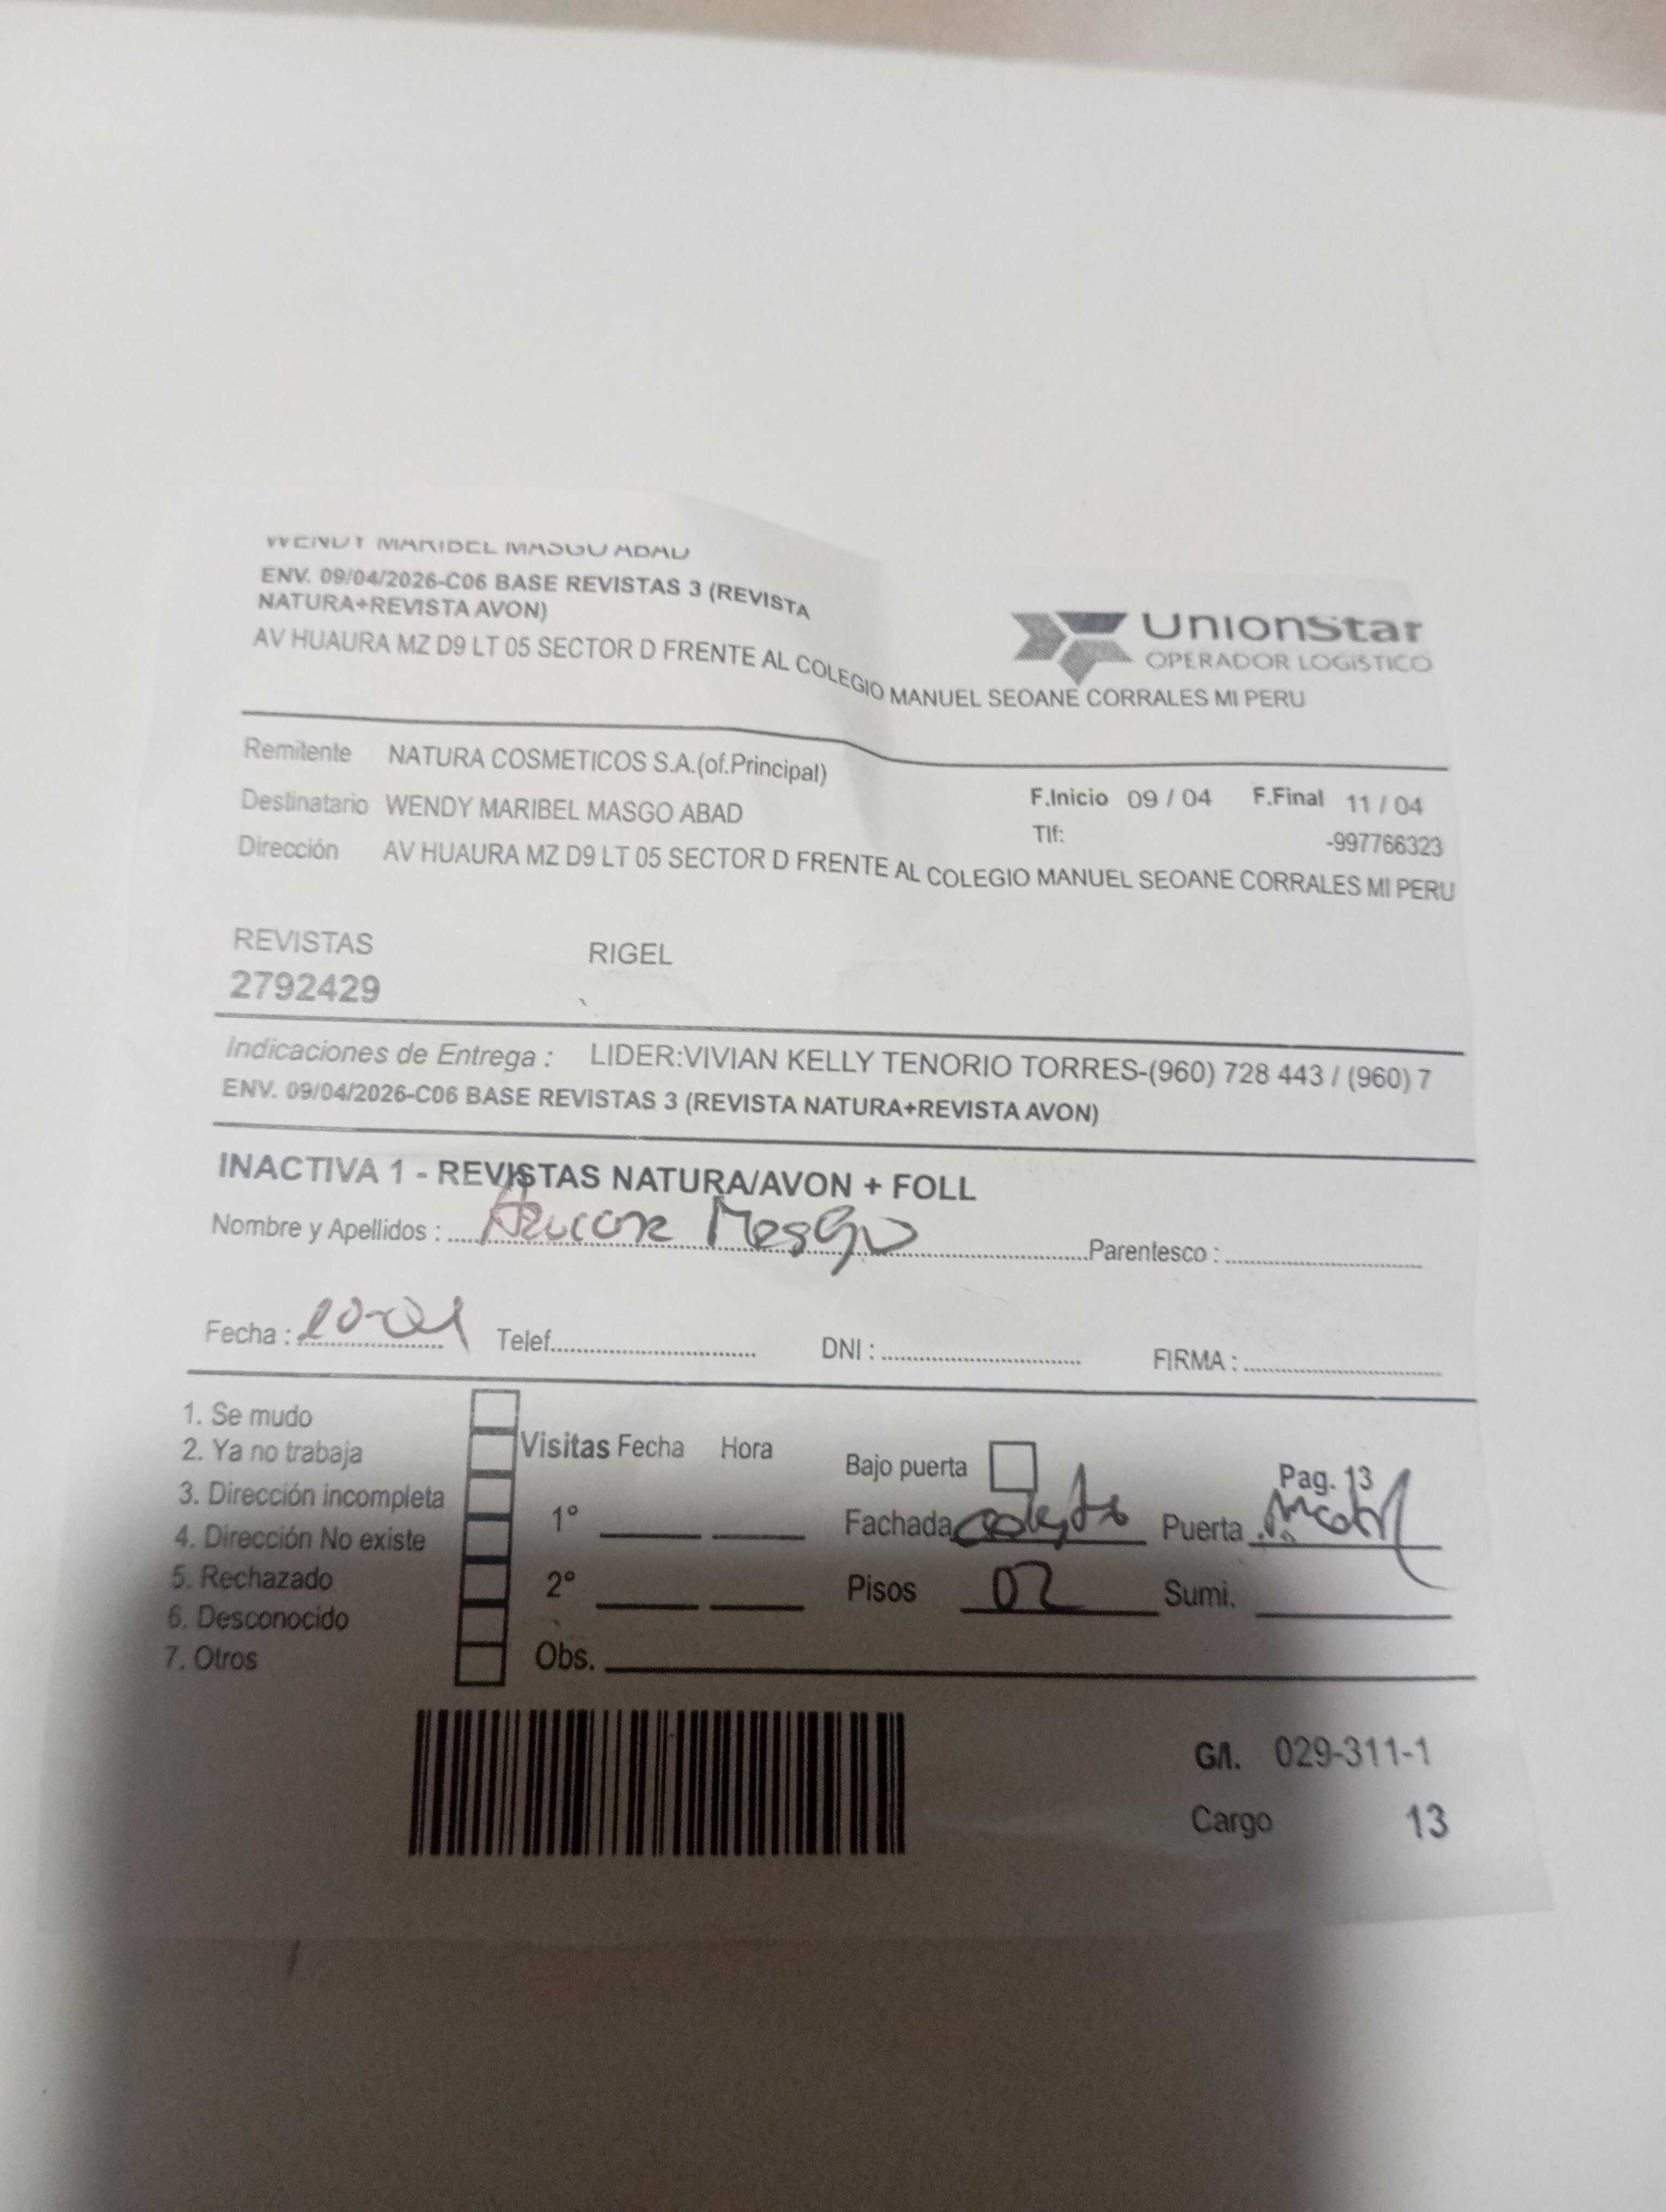 WENDY MARIBEL MASGO ABAD
ENV. 09/04/2026-C06 BASE REVISTAS 3 (REVISTA
NATURA+REVISTA AVON)
UnionStar
OPERADOR LOGISTICO
AV HUAURA MZ D9 LT 05 SECTOR D FRENTE AL COLEGIO MANUEL SEOANE CORRALES MI PERU
Remitente NATURA COSMETICOS S.A.(of.Principal)
F.Inicio 09 / 04 F.Final 11 / 04
Destinatario WENDY MARIBEL MASGO ABAD
Tlf: -997766323
Dirección AV HUAURA MZ D9 LT 05 SECTOR D FRENTE AL COLEGIO MANUEL SEOANE CORRALES MI PERU
REVISTAS RIGEL
2792429
Indicaciones de Entrega : LIDER:VIVIAN KELLY TENORIO TORRES-(960) 728 443 / (960) 7
ENV. 09/04/2026-C06 BASE REVISTAS 3 (REVISTA NATURA+REVISTA AVON)
INACTIVA 1 - REVISTAS NATURA/AVON + FOLL
Nombre y Apellidos : Masgo Parentesco :
Fecha : Telef. DNI : FIRMA :
1. Se mudo
2. Ya no trabaja
3. Dirección incompleta
4. Dirección No existe
5. Rechazado
6. Desconocido
7. Otros
Visitas Fecha Hora
1°
2°
Obs.
Bajo puerta Pag. 13
Fachada Puerta
Pisos 02 Sumi.
G/I. 029-311-1
Cargo 13